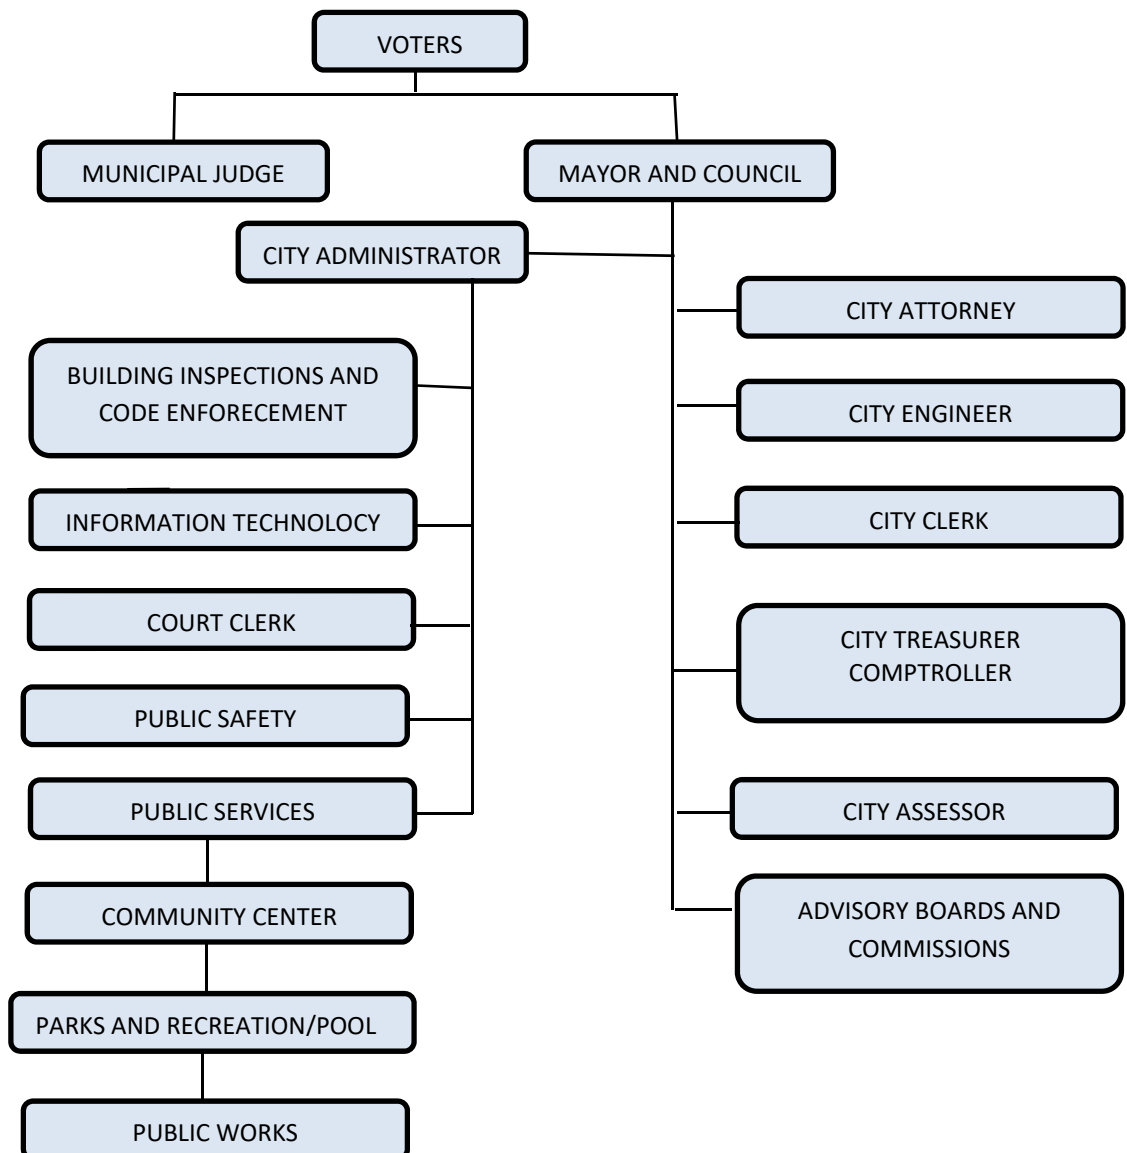 VOTERS
MUNICIPAL JUDGE
MAYOR AND COUNCIL
CITY ADMINISTRATOR
CITY ATTORNEY
BUILDING INSPECTIONS AND
CODE ENFORECEMENT
CITY ENGINEER
INFORMATION TECHNOLOCY
CITY CLERK
COURT CLERK
CITY TREASURER
COMPTROLLER
PUBLIC SAFETY
PUBLIC SERVICES
CITY ASSESSOR
COMMUNITY CENTER
ADVISORY BOARDS AND
COMMISSIONS
PARKS AND RECREATION/POOL
PUBLIC WORKS